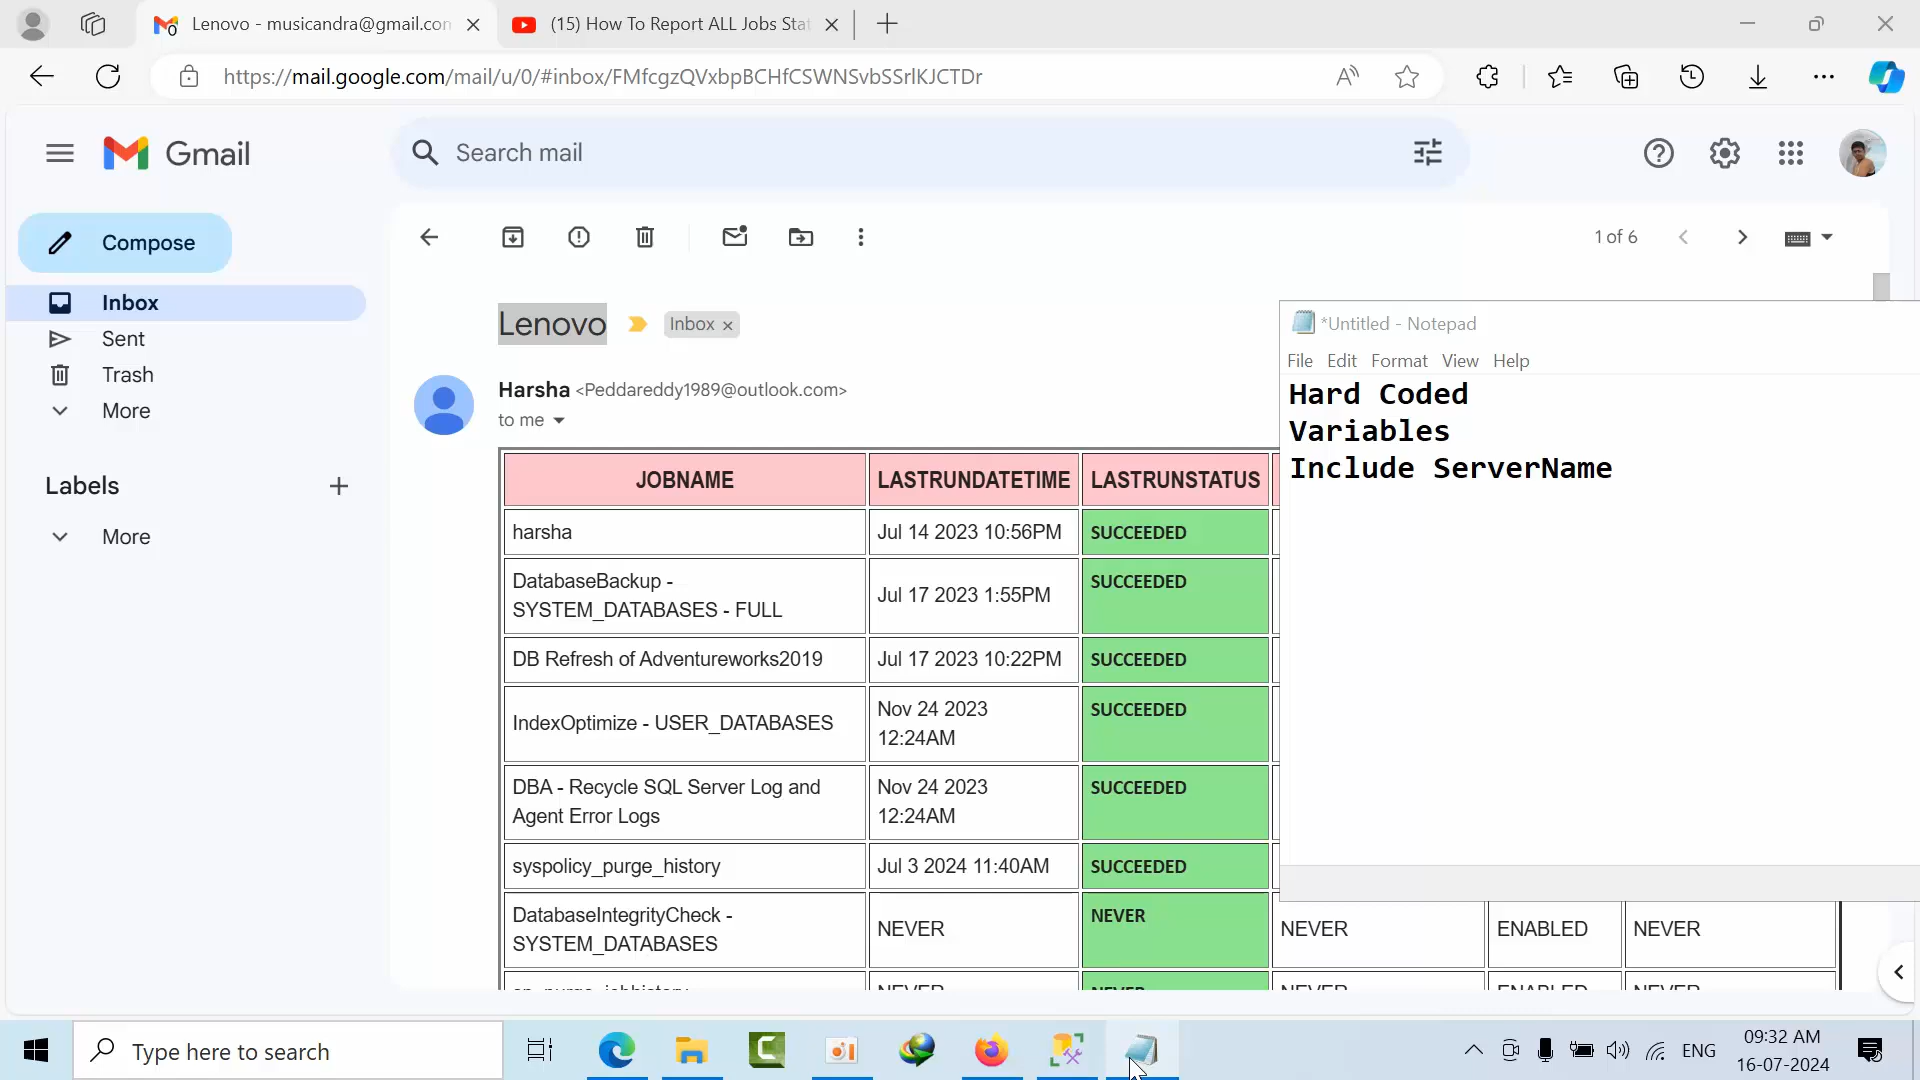 Lenovo - musicandra@gmail.con
(15) How To Report ALL Jobs Stat
https://mail.google.com/mail/u/0/#inbox/FMfcgzQVxbpBCHfCSWNSvbSSrlKJCTDr
Gmail
Search mail
Compose
1 of 6
Inbox
Sent
Trash
More
Labels
More
Lenovo
Inbox
Harsha <Peddareddy1989@outlook.com>
to me
*Untitled - Notepad
File Edit Format View Help
Hard Coded
Variables
Include ServerName
JOBNAME LASTRUNDATETIME LASTRUNSTATUS
harsha Jul 14 2023 10:56PM SUCCEEDED
DatabaseBackup -
SYSTEM_DATABASES - FULL Jul 17 2023 1:55PM SUCCEEDED
DB Refresh of Adventureworks2019 Jul 17 2023 10:22PM SUCCEEDED
IndexOptimize - USER_DATABASES Nov 24 2023
12:24AM SUCCEEDED
DBA - Recycle SQL Server Log and
Agent Error Logs Nov 24 2023
12:24AM SUCCEEDED
syspolicy_purge_history Jul 3 2024 11:40AM SUCCEEDED
DatabaseIntegrityCheck -
SYSTEM_DATABASES NEVER NEVER NEVER ENABLED NEVER
NEVER NEVER NEVER ENABLED NEVER
Type here to search
ENG
09:32 AM
16-07-2024